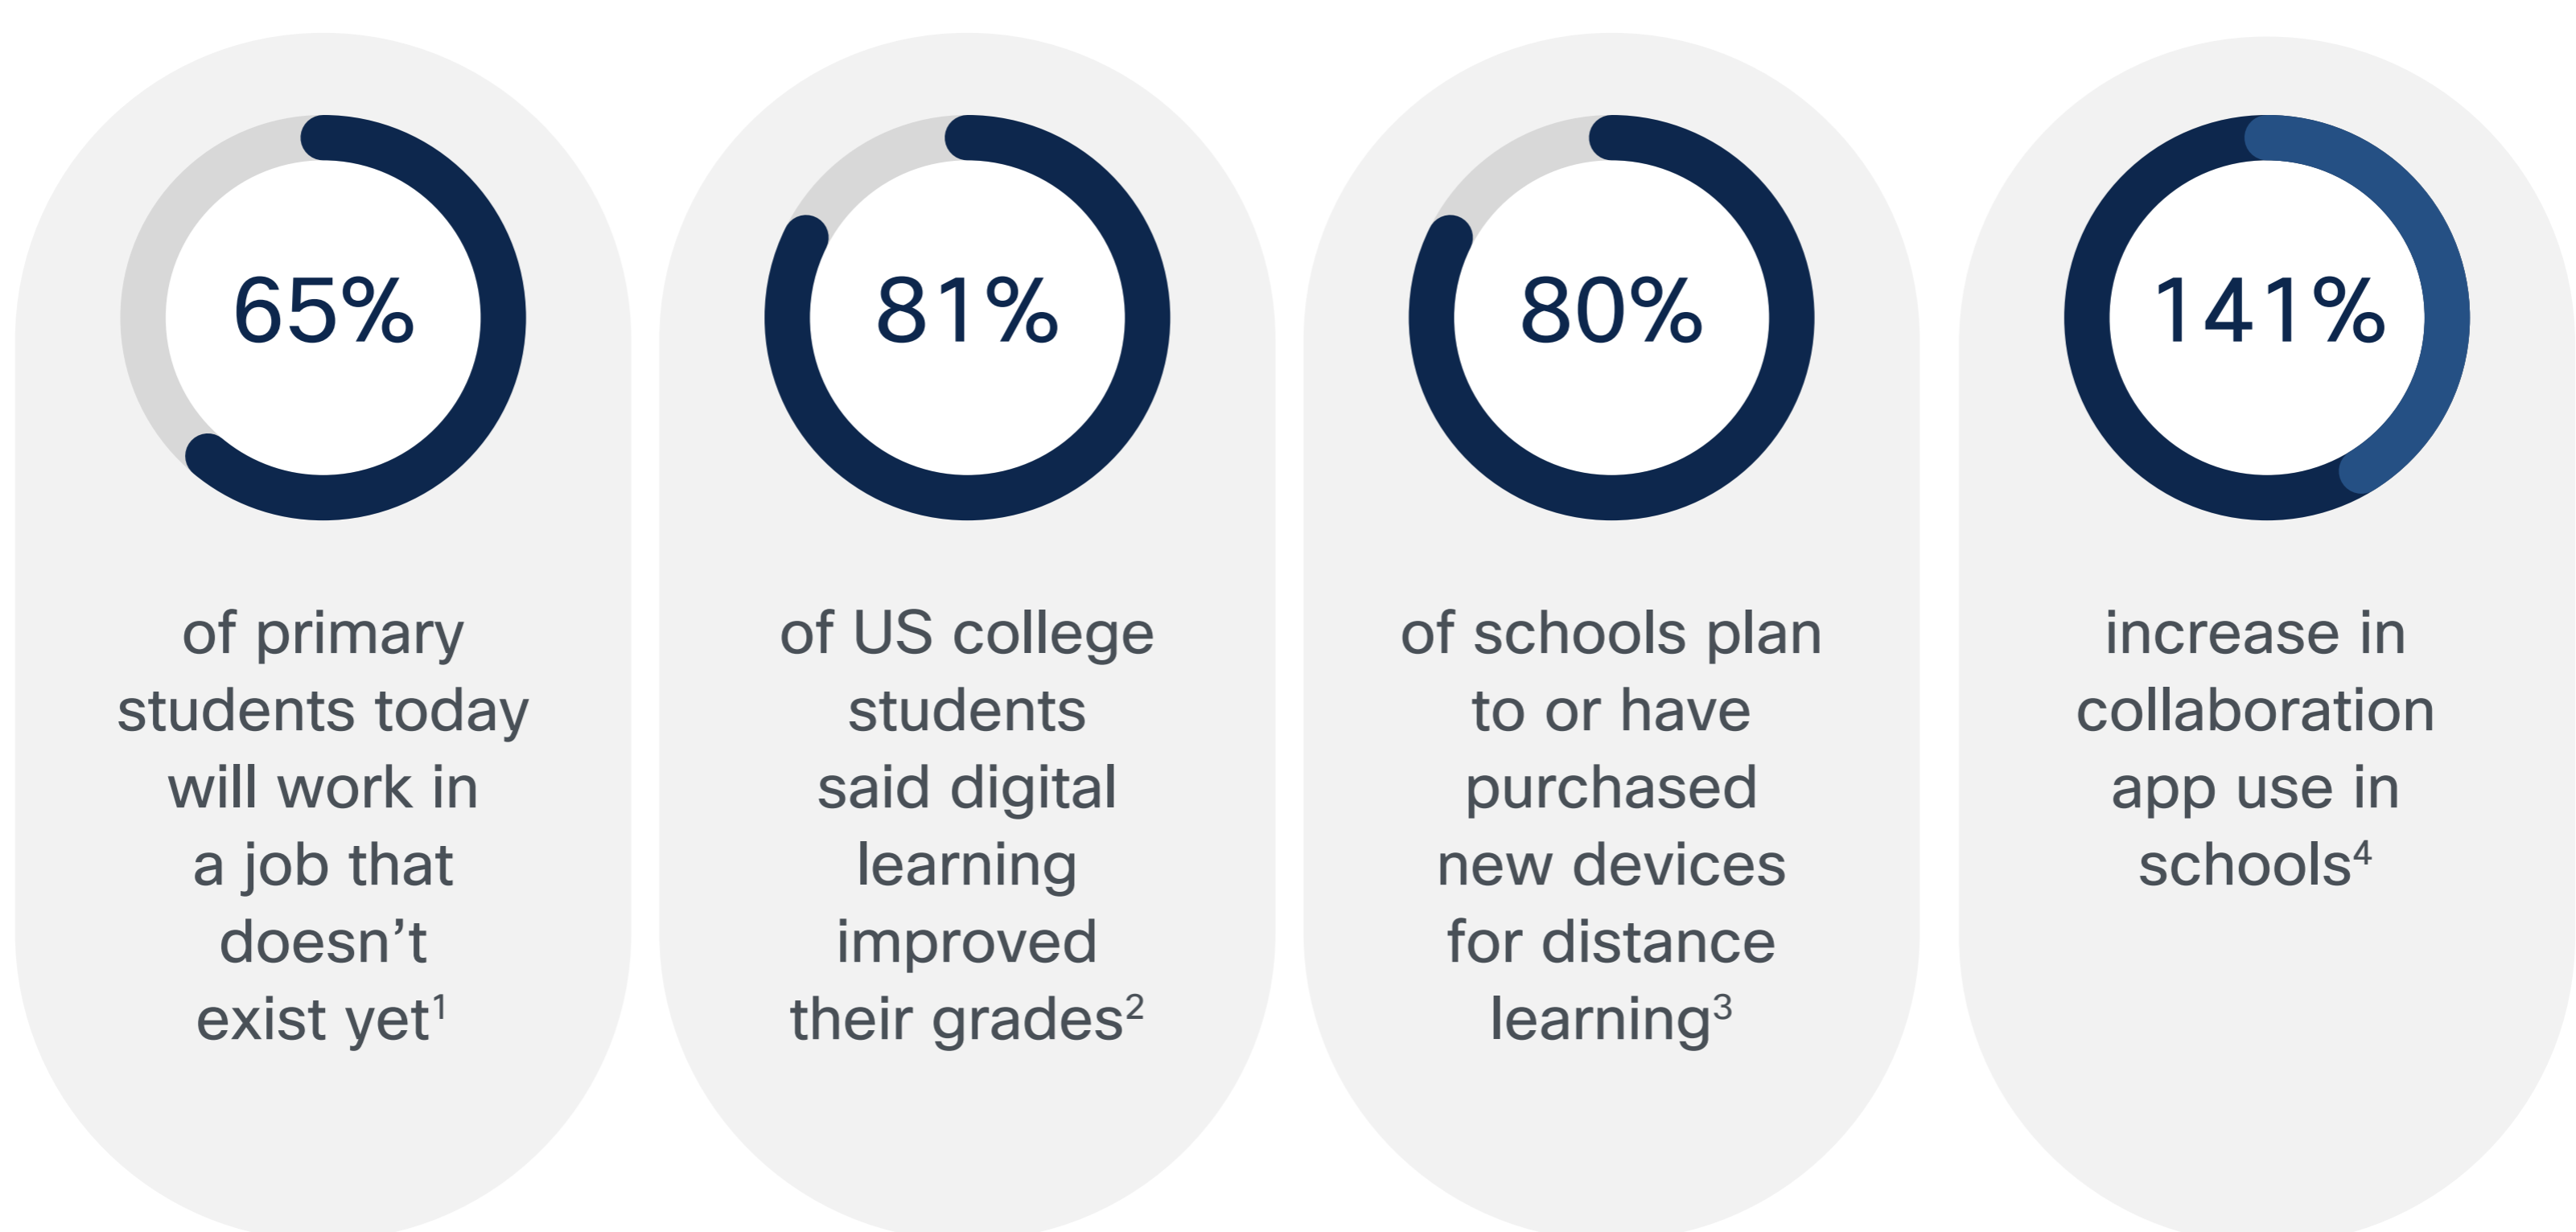 65%
of primary
students today
will work in
a job that
doesn’t
exist yet¹
81%
of US college
students
said digital
learning
improved
their grades²
80%
of schools plan
to or have
purchased
new devices
for distance
learning³
141%
increase in
collaboration
app use in
schools⁴